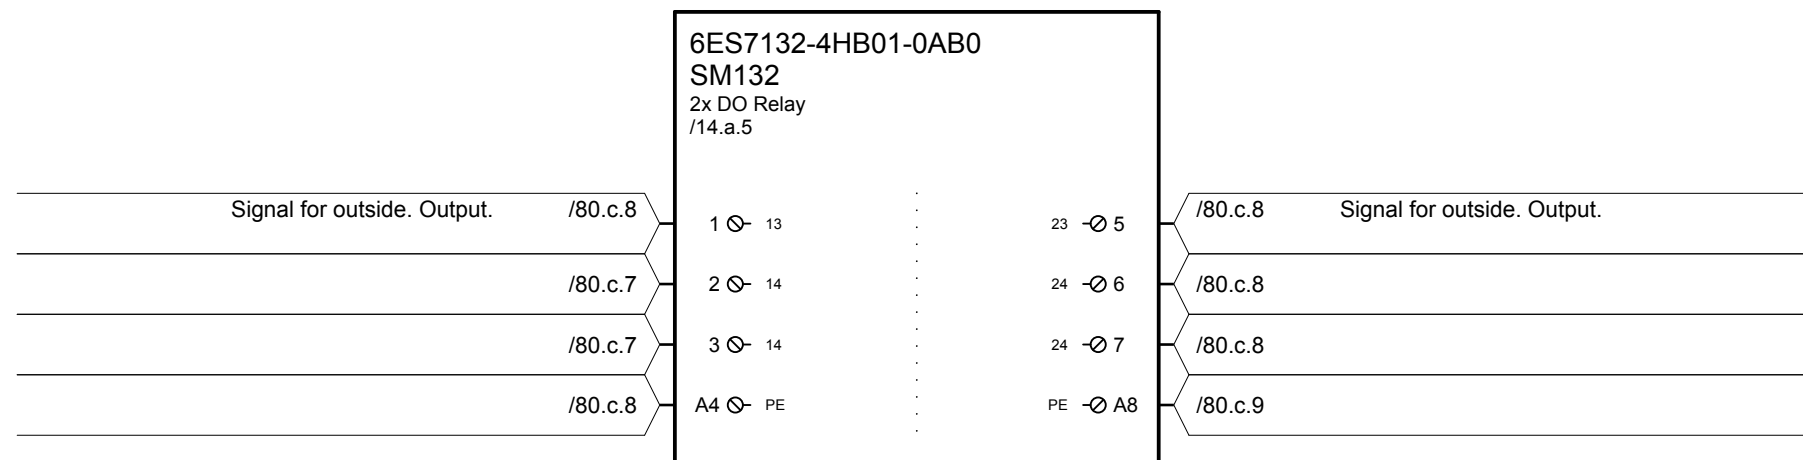 6ES7132-4HB01-0AB0
SM132
2x DO Relay
/14.a.5
Signal for outside. Output. /80.c.8 1 13 23 5 /80.c.8 Signal for outside. Output.
/80.c.7 2 14 24 6 /80.c.8
/80.c.7 3 14 24 7 /80.c.8
/80.c.8 A4 PE PE A8 /80.c.9